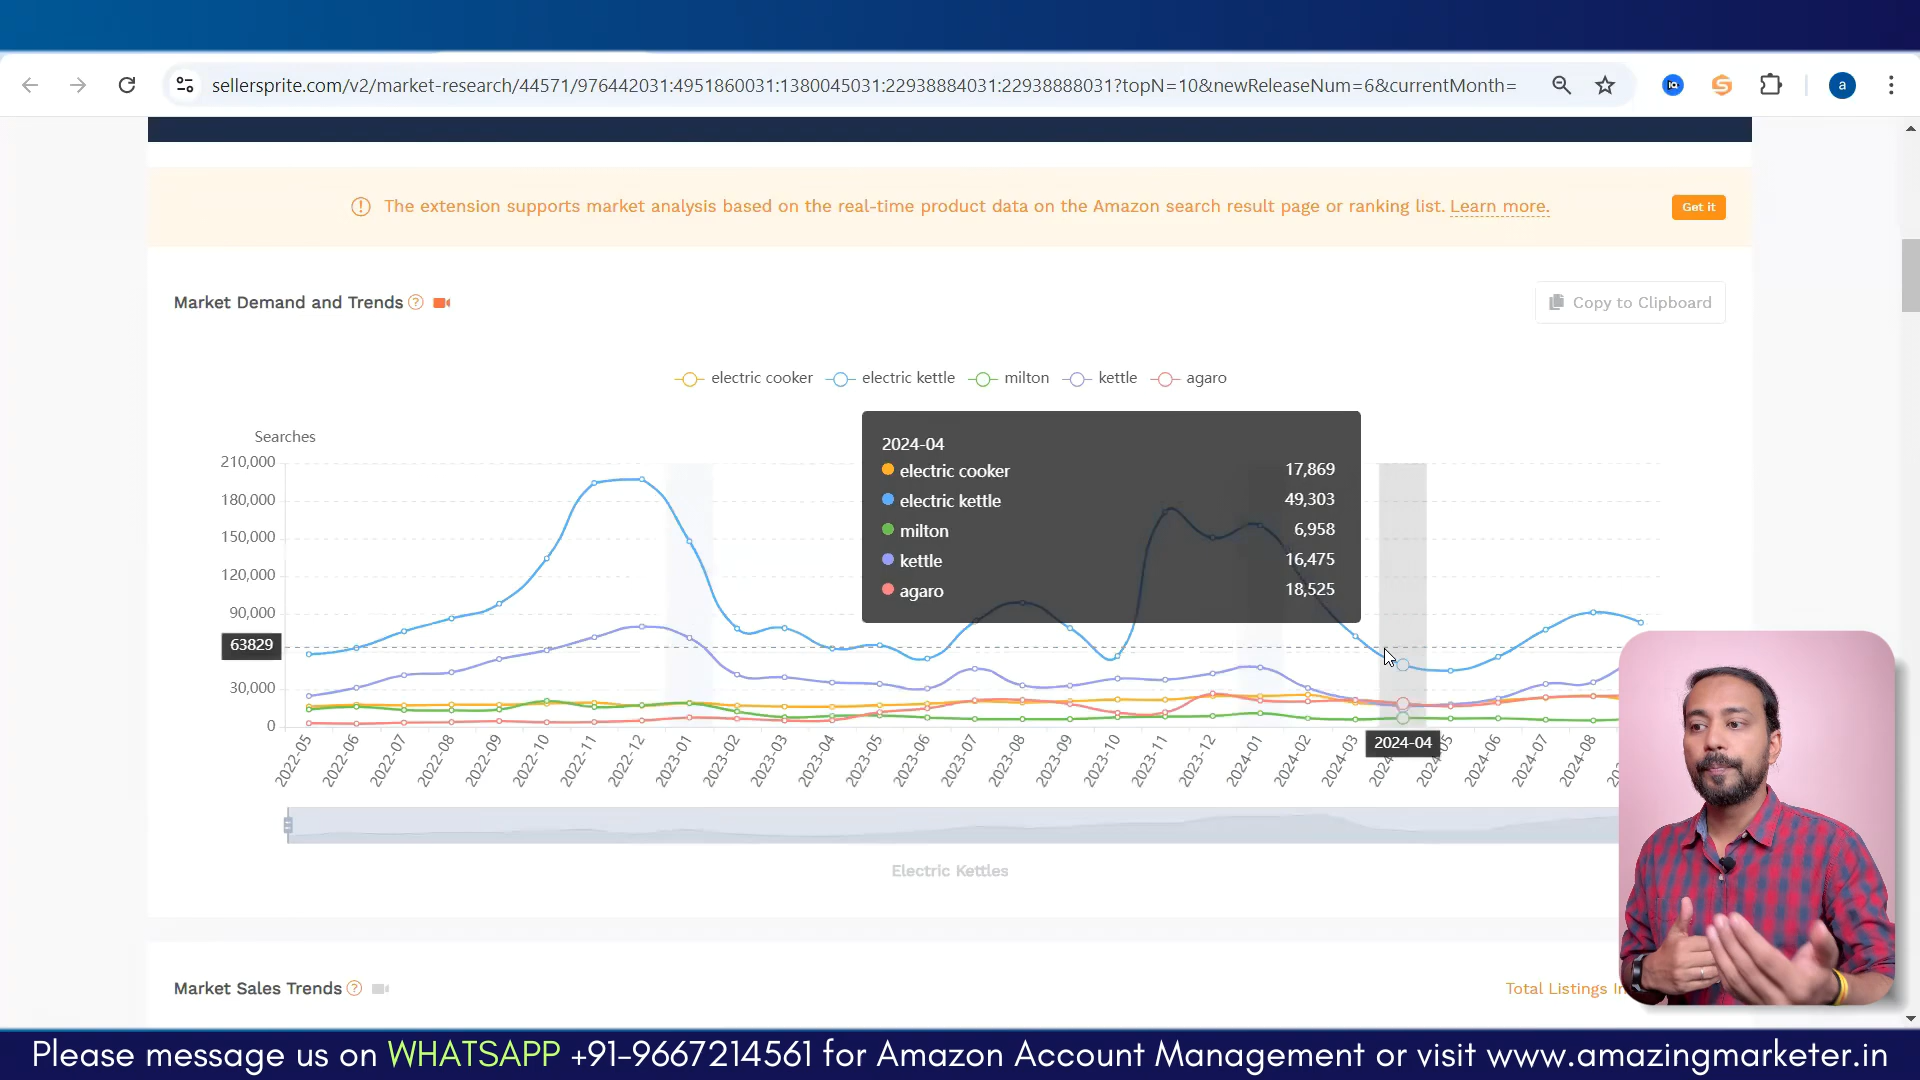 sellersprite.com/v2/market-research/44571/976442031:4951860031:1380045031:22938884031:22938888031?topN=10&newReleaseNum=6&currentMonth=
a
The extension supports market analysis based on the real-time product data on the Amazon search result page or ranking list. Learn more.
Get it
Market Demand and Trends ?
Copy to Clipboard
electric cooker electric kettle milton kettle agaro
Searches
210,000
180,000
150,000
120,000
90,000
63829
30,000
0
2024-04
electric cooker 17,869
electric kettle 49,303
milton 6,958
kettle 16,475
agaro 18,525
2022-05 2022-06 2022-07 2022-08 2022-09 2022-10 2022-11 2022-12 2023-01 2023-02 2023-03 2023-04 2023-05 2023-06 2023-07 2023-08 2023-09 2023-10 2023-11 2023-12 2024-01 2024-02 2024-03 2024-04 2024-06 2024-07 2024-08
2024-04
Electric Kettles
Market Sales Trends ?
Total Listings
Please message us on WHATSAPP +91-9667214561 for Amazon Account Management or visit www.amazingmarketer.in